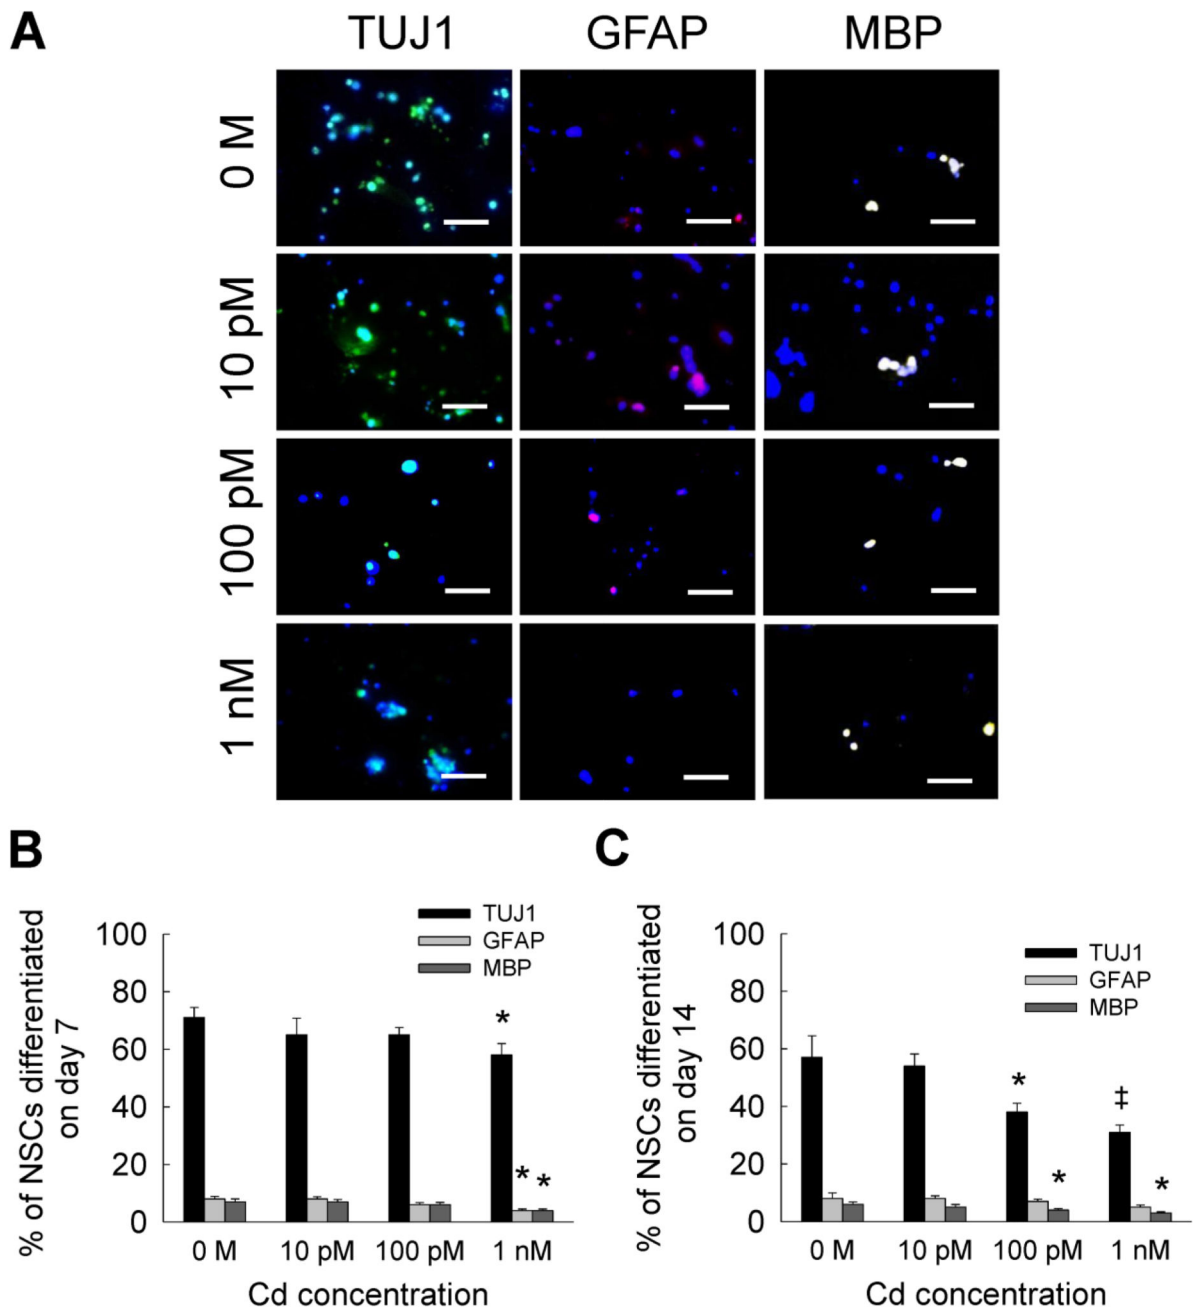 A
TUJ1 GFAP MBP
0 M
10 pM
100 pM
1 nM
B
% of NSCs differentiated
on day 7
TUJ1
GFAP
MBP
100
80
60
40
20
0
*
* *
0 M 10 pM 100 pM 1 nM
Cd concentration
C
% of NSCs differentiated
on day 14
TUJ1
GFAP
MBP
100
80
60
40
20
0
* ‡
* *
0 M 10 pM 100 pM 1 nM
Cd concentration